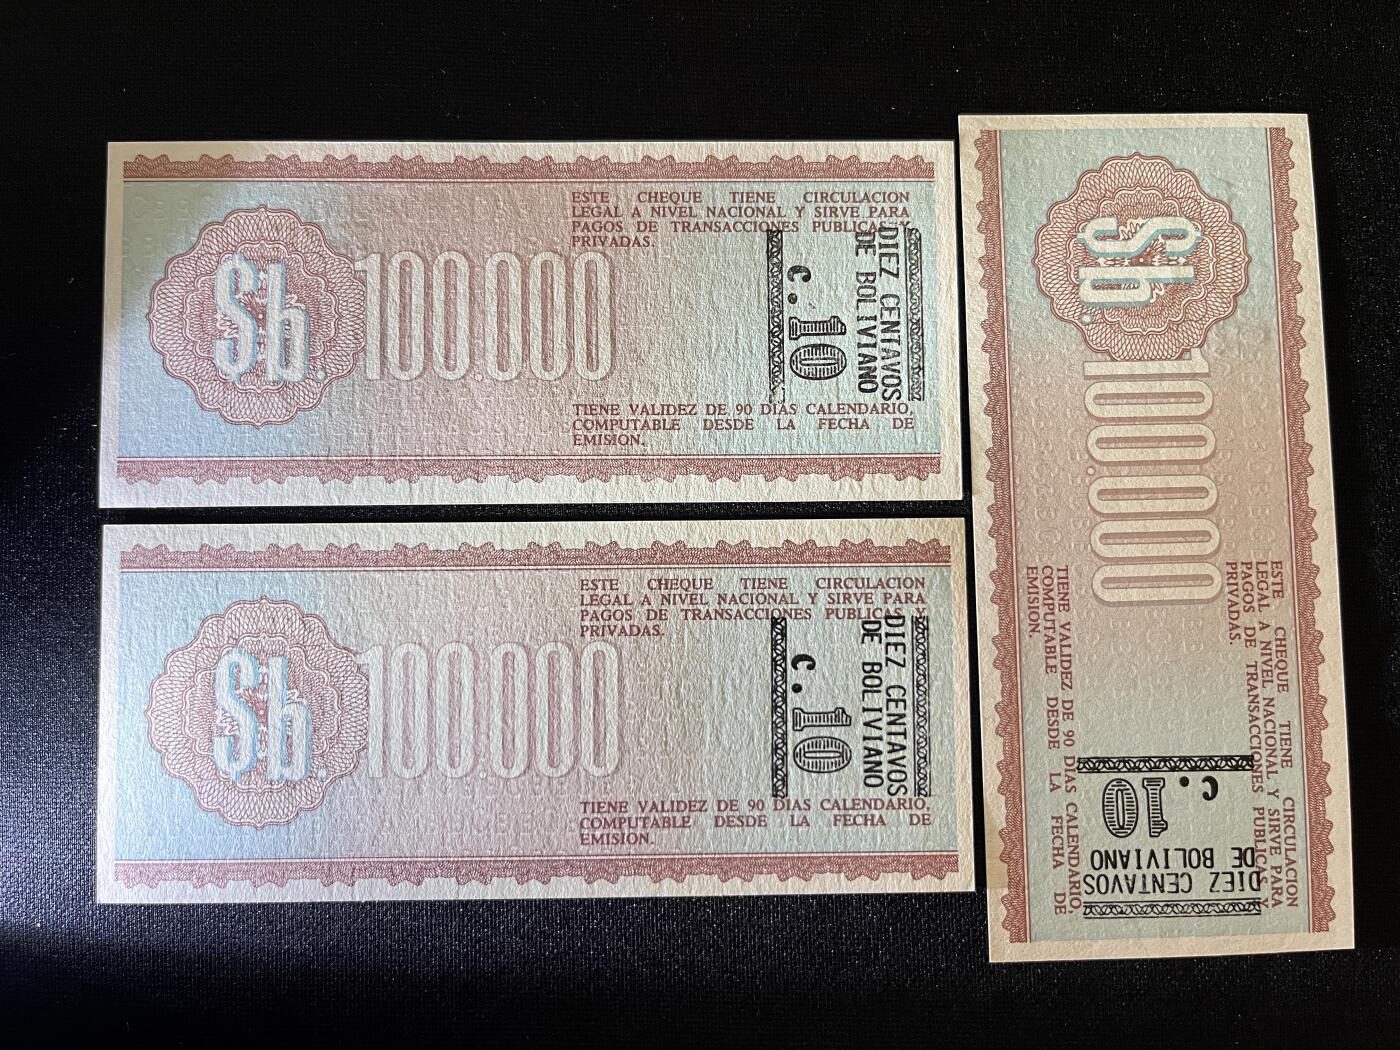 ESTE CHEQUE TIENE CIRCULACION
LEGAL A NIVEL NACIONAL Y SIRVE PARA
PAGOS DE TRANSACCIONES PUBLICAS Y
PRIVADAS.
$b. 100.000
C.10
DIEZ CENTAVOS
DE BOLIVIANO
TIENE VALIDEZ DE 90 DIAS CALENDARIO,
COMPUTABLE DESDE LA FECHA DE
EMISION.
ESTE CHEQUE TIENE CIRCULACION
LEGAL A NIVEL NACIONAL Y SIRVE PARA
PAGOS DE TRANSACCIONES PUBLICAS Y
PRIVADAS.
$b. 100.000
C.10
DIEZ CENTAVOS
DE BOLIVIANO
TIENE VALIDEZ DE 90 DIAS CALENDARIO,
COMPUTABLE DESDE LA FECHA DE
EMISION.
ESTE CHEQUE TIENE CIRCULACION
LEGAL A NIVEL NACIONAL Y SIRVE PARA
PAGOS DE TRANSACCIONES PUBLICAS Y
PRIVADAS.
$b. 100.000
C.10
DIEZ CENTAVOS
DE BOLIVIANO
TIENE VALIDEZ DE 90 DIAS CALENDARIO,
COMPUTABLE DESDE LA FECHA DE
EMISION.